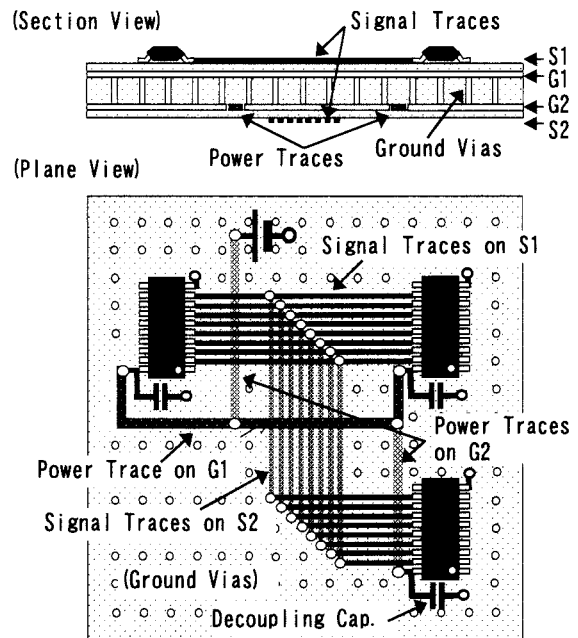 (Section View)
Signal Traces
S1
G1
G2
S2
Power Traces
Ground Vias
(Plane View)
Signal Traces on S1
Power Traces
on G2
Power Trace on G1
Signal Traces on S2
(Ground Vias)
Decoupling Cap.